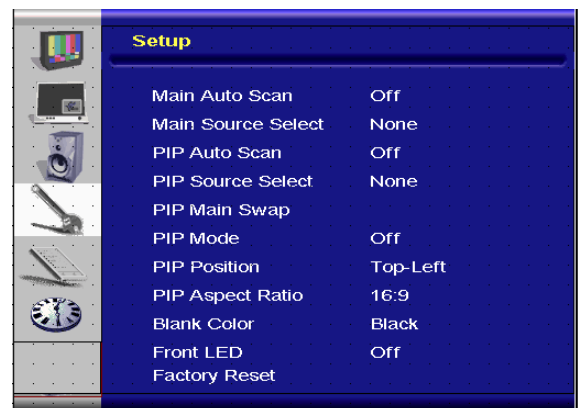 Setup
Main Auto Scan Off
Main Source Select None
PIP Auto Scan Off
PIP Source Select None
PIP Main Swap
PIP Mode Off
PIP Position Top-Left
PIP Aspect Ratio 16:9
Blank Color Black
Front LED Off
Factory Reset